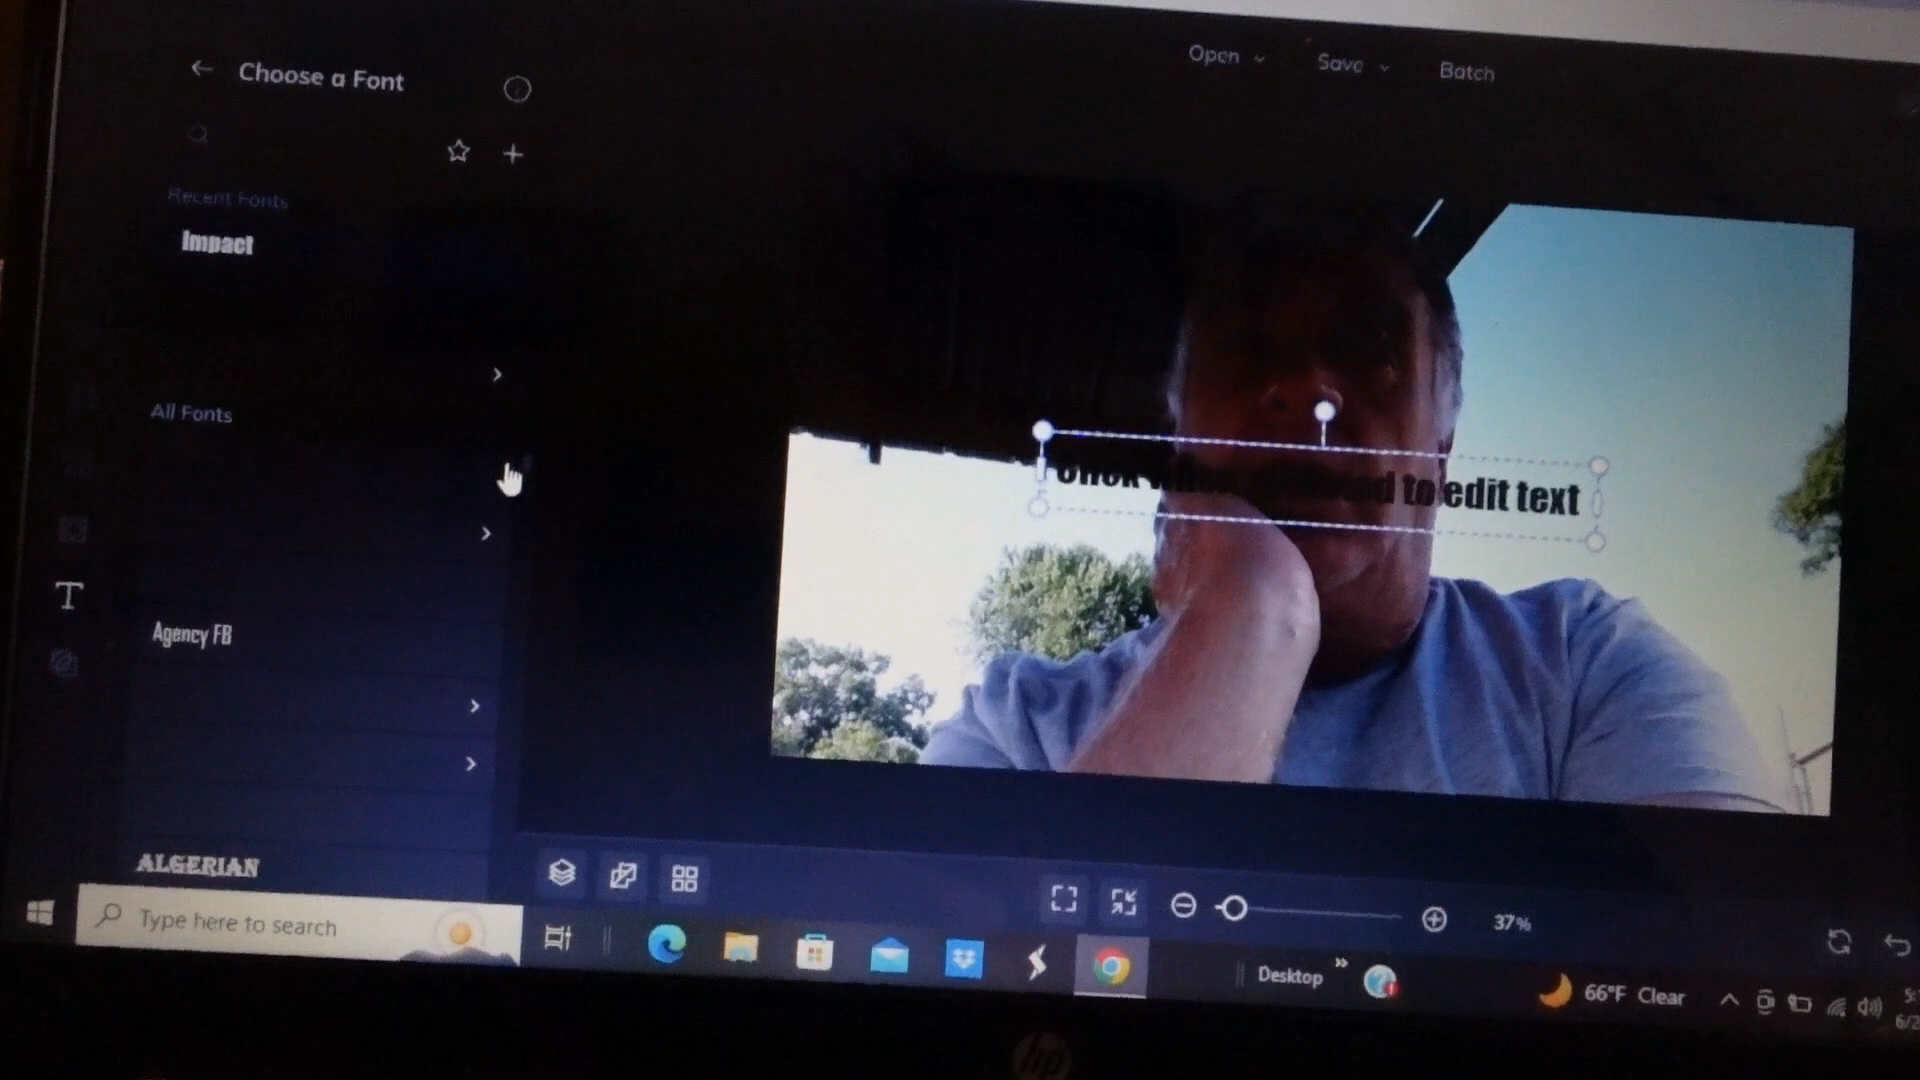 Choose a Font
Open Save Batch
Recent Fonts
Impact
All Fonts
to edit text
Agency FB
ALGERIAN
37%
Type here to search
Desktop
66°F Clear
hp